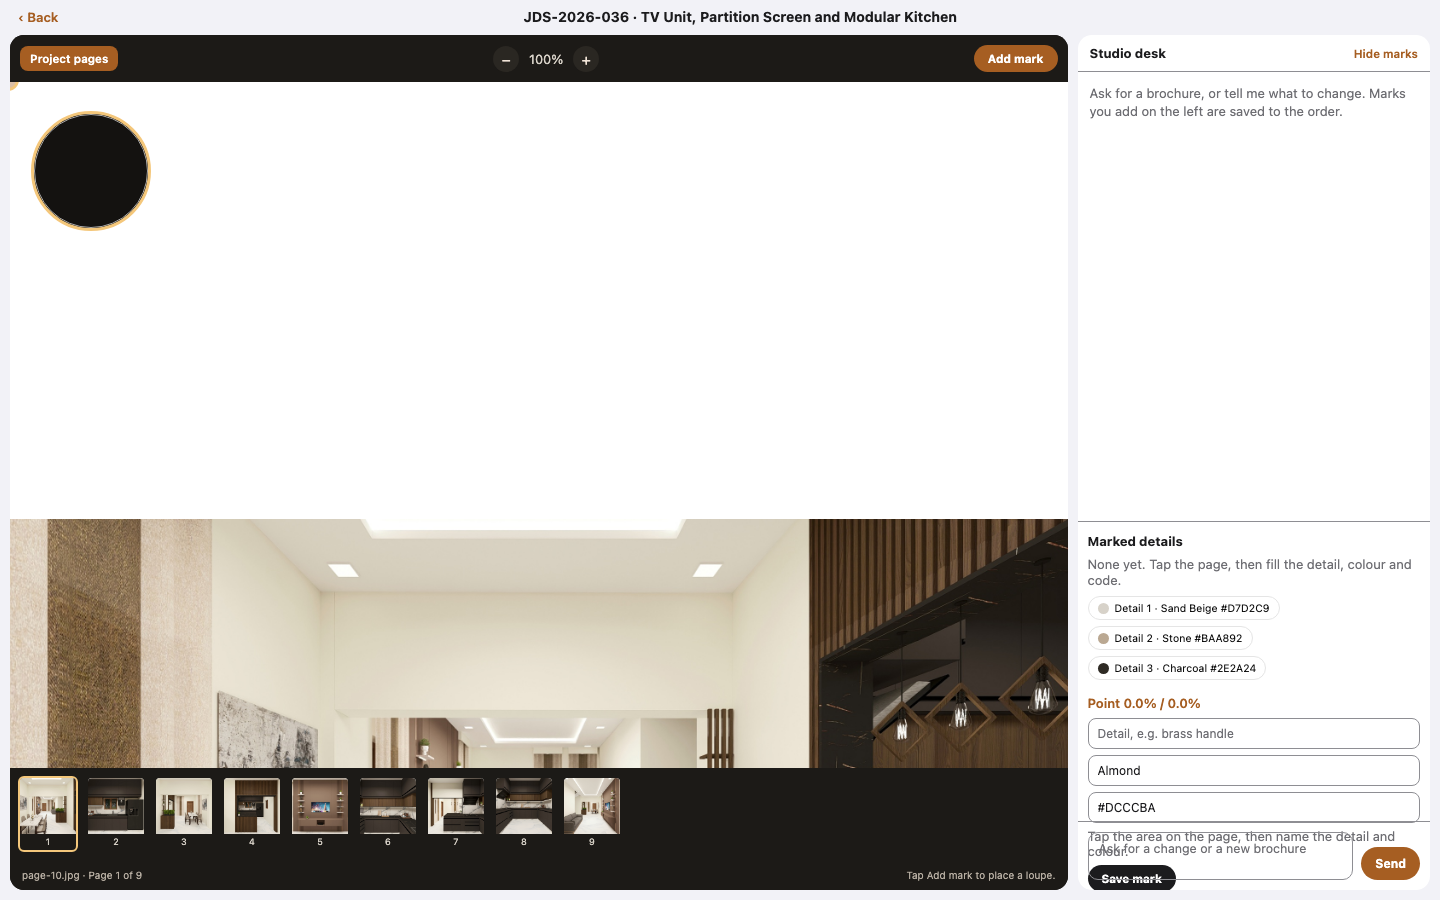 ‹ Back
JDS-2026-036 · TV Unit, Partition Screen and Modular Kitchen
Project pages
− 100% +
Add mark
Studio desk
Hide marks
Ask for a brochure, or tell me what to change. Marks
you add on the left are saved to the order.
Marked details
None yet. Tap the page, then fill the detail, colour and
code.
Detail 1 · Sand Beige #D7D2C9
Detail 2 · Stone #BAA892
Detail 3 · Charcoal #2E2A24
Point 0.0% / 0.0%
Detail, e.g. brass handle
Almond
#DCCCBA
Tap the area on the page, then name the detail and
colour.
Ask for a change or a new brochure
Save mark
Send
1 2 3 4 5 6 7 8 9
page-10.jpg · Page 1 of 9
Tap Add mark to place a loupe.